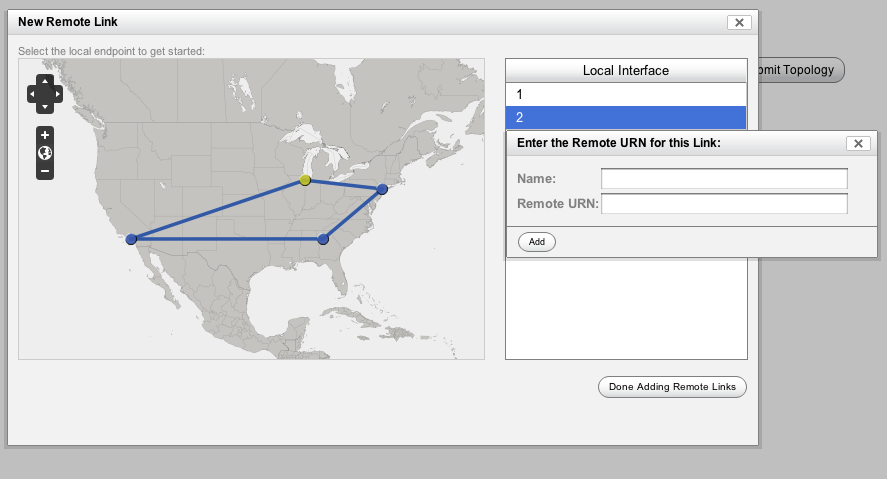 New Remote Link
Select the local endpoint to get started:
Local Interface
1
2
Topology
Enter the Remote URN for this Link:
Name:
Remote URN:
Add
Done Adding Remote Links